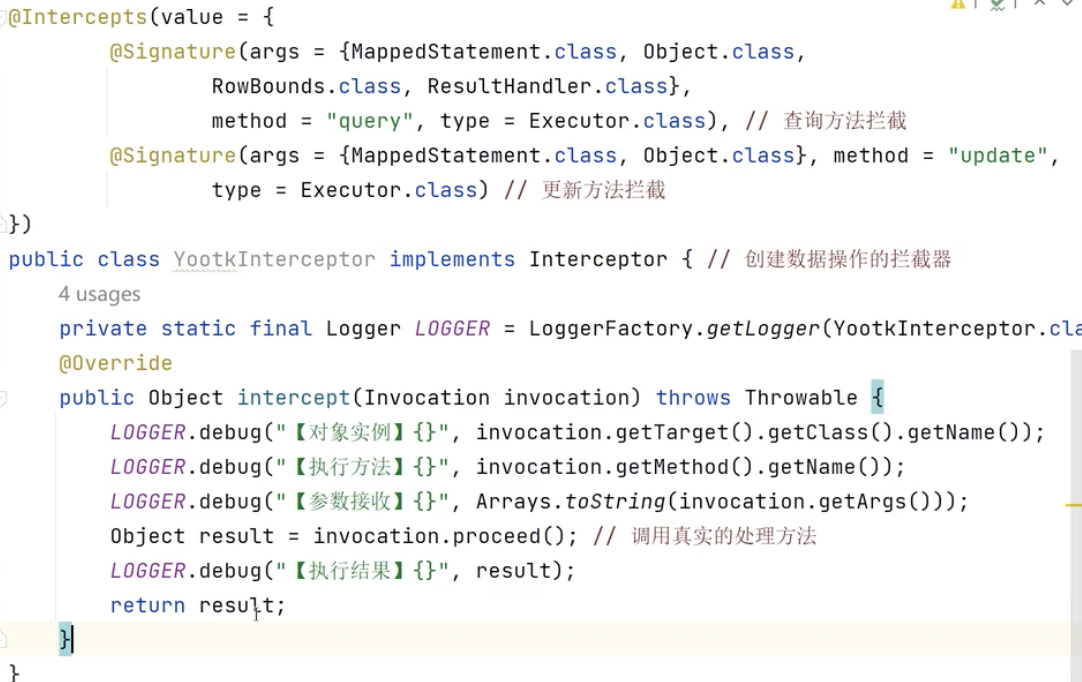 @Intercepts(value = {
@Signature(args = {MappedStatement.class, Object.class,
RowBounds.class, ResultHandler.class},
method = "query", type = Executor.class), // 查询方法拦截
@Signature(args = {MappedStatement.class, Object.class}, method = "update",
type = Executor.class) // 更新方法拦截
})
public class YootkInterceptor implements Interceptor { // 创建数据操作的拦截器
4 usages
private static final Logger LOGGER = LoggerFactory.getLogger(YootkInterceptor.cla
@Override
public Object intercept(Invocation invocation) throws Throwable {
LOGGER.debug("【对象实例】{}", invocation.getTarget().getClass().getName());
LOGGER.debug("【执行方法】{}", invocation.getMethod().getName());
LOGGER.debug("【参数接收】{}", Arrays.toString(invocation.getArgs()));
Object result = invocation.proceed(); // 调用真实的处理方法
LOGGER.debug("【执行结果】{}", result);
return result;
}
}